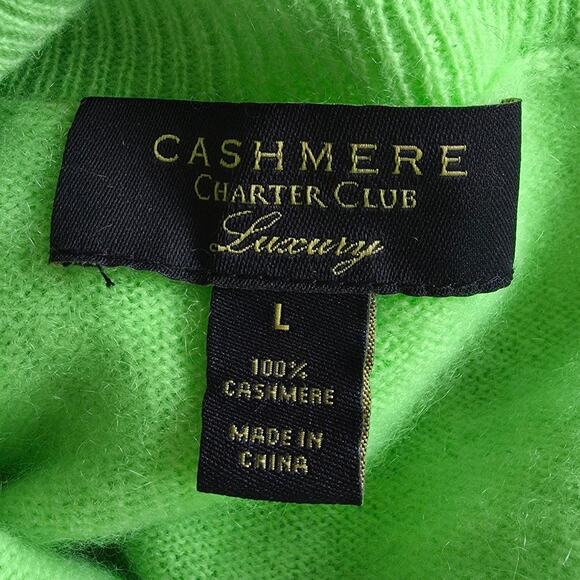 CASHMERE
CHARTER CLUB
Luxury
L
100%
CASHMERE
MADE IN
CHINA